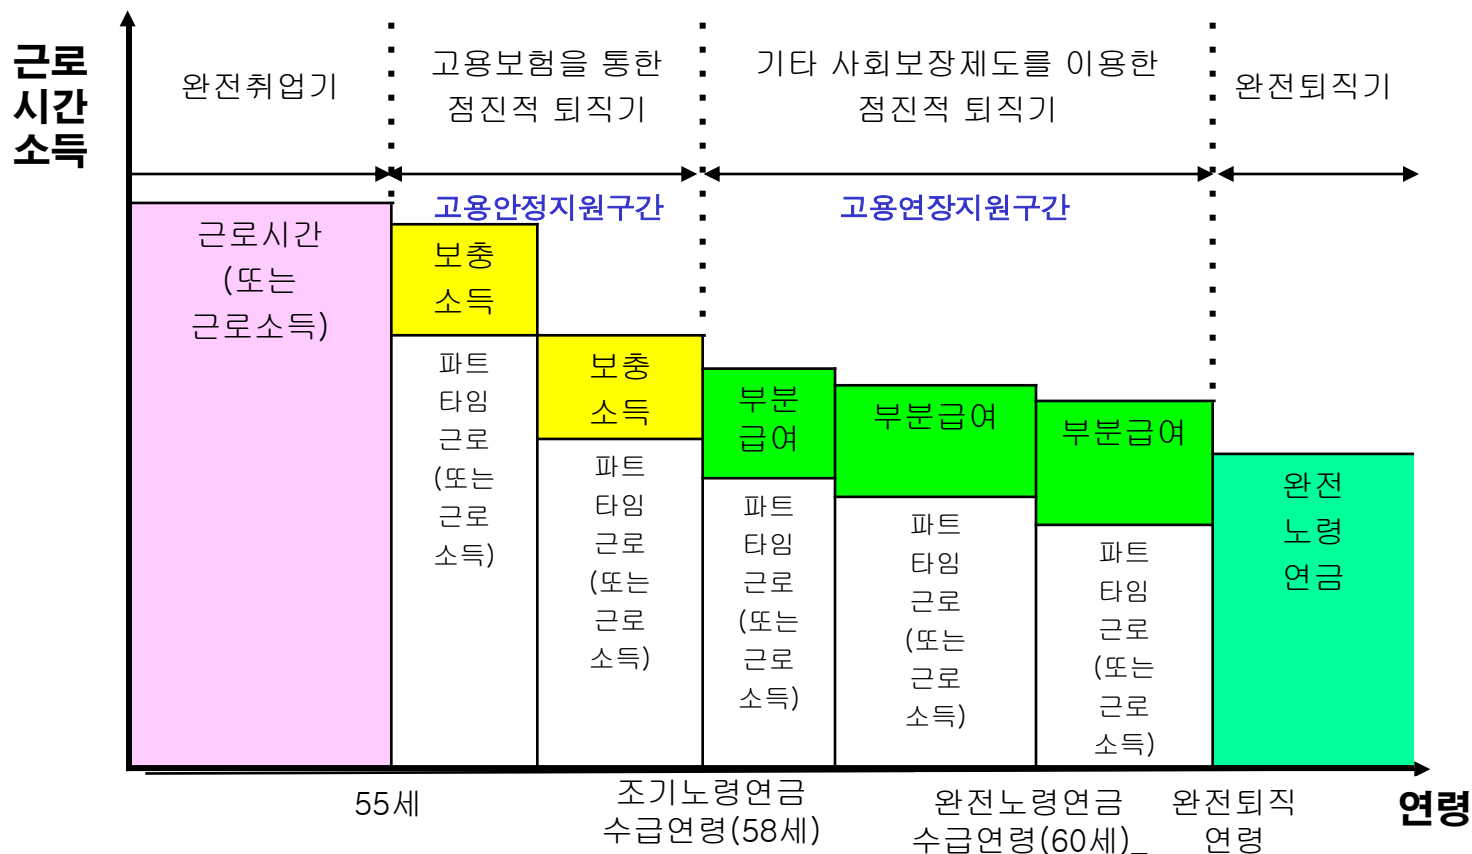 근로
시간
소득
완전취업기
고용보험을 통한
점진적 퇴직기
기타 사회보장제도를 이용한
점진적 퇴직기
완전퇴직기
고용안정지원구간
고용연장지원구간
근로시간
(또는
근로소득)
보충
소득
파트
타임
근로
(또는
근로
소득)
보충
소득
파트
타임
근로
(또는
근로
소득)
부분
급여
파트
타임
근로
(또는
근로
소득)
부분급여
파트
타임
근로
(또는
근로
소득)
부분급여
파트
타임
근로
(또는
근로
소득)
완전
노령
연금
55세
조기노령연금
수급연령(58세)
완전노령연금
수급연령(60세)_
완전퇴직
연령
연령